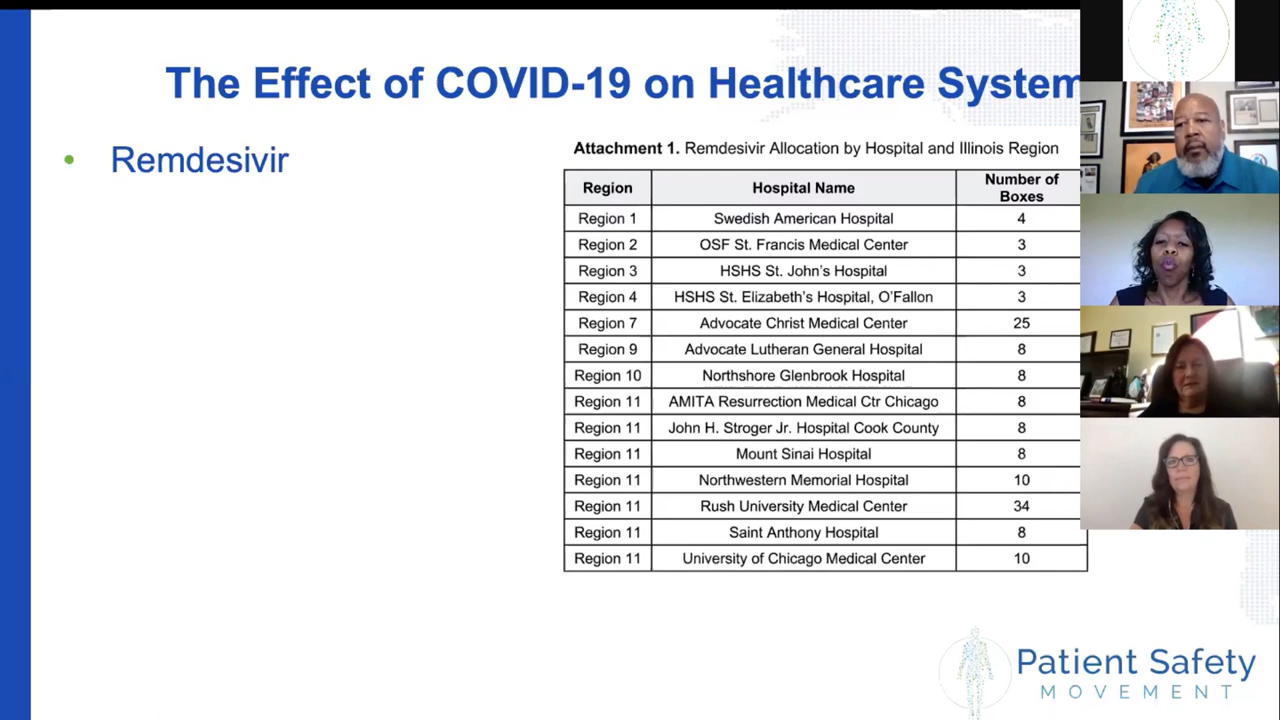 The Effect of COVID-19 on Healthcare System
• Remdesivir
Attachment 1. Remdesivir Allocation by Hospital and Illinois Region
Region Hospital Name Number of Boxes
Region 1 Swedish American Hospital 4
Region 2 OSF St. Francis Medical Center 3
Region 3 HSHS St. John's Hospital 3
Region 4 HSHS St. Elizabeth's Hospital, O'Fallon 3
Region 7 Advocate Christ Medical Center 25
Region 9 Advocate Lutheran General Hospital 8
Region 10 Northshore Glenbrook Hospital 8
Region 11 AMITA Resurrection Medical Ctr Chicago 8
Region 11 John H. Stroger Jr. Hospital Cook County 8
Region 11 Mount Sinai Hospital 8
Region 11 Northwestern Memorial Hospital 10
Region 11 Rush University Medical Center 34
Region 11 Saint Anthony Hospital 8
Region 11 University of Chicago Medical Center 10
Patient Safety
MOVEMENT